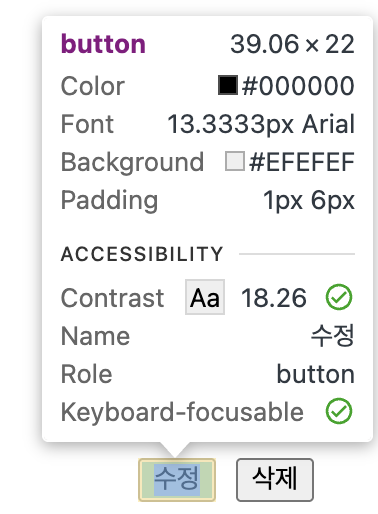 button 39.06 × 22
Color #000000
Font 13.3333px Arial
Background #EFEFEF
Padding 1px 6px
ACCESSIBILITY
Contrast Aa 18.26
Name 수정
Role button
Keyboard-focusable
수정 삭제